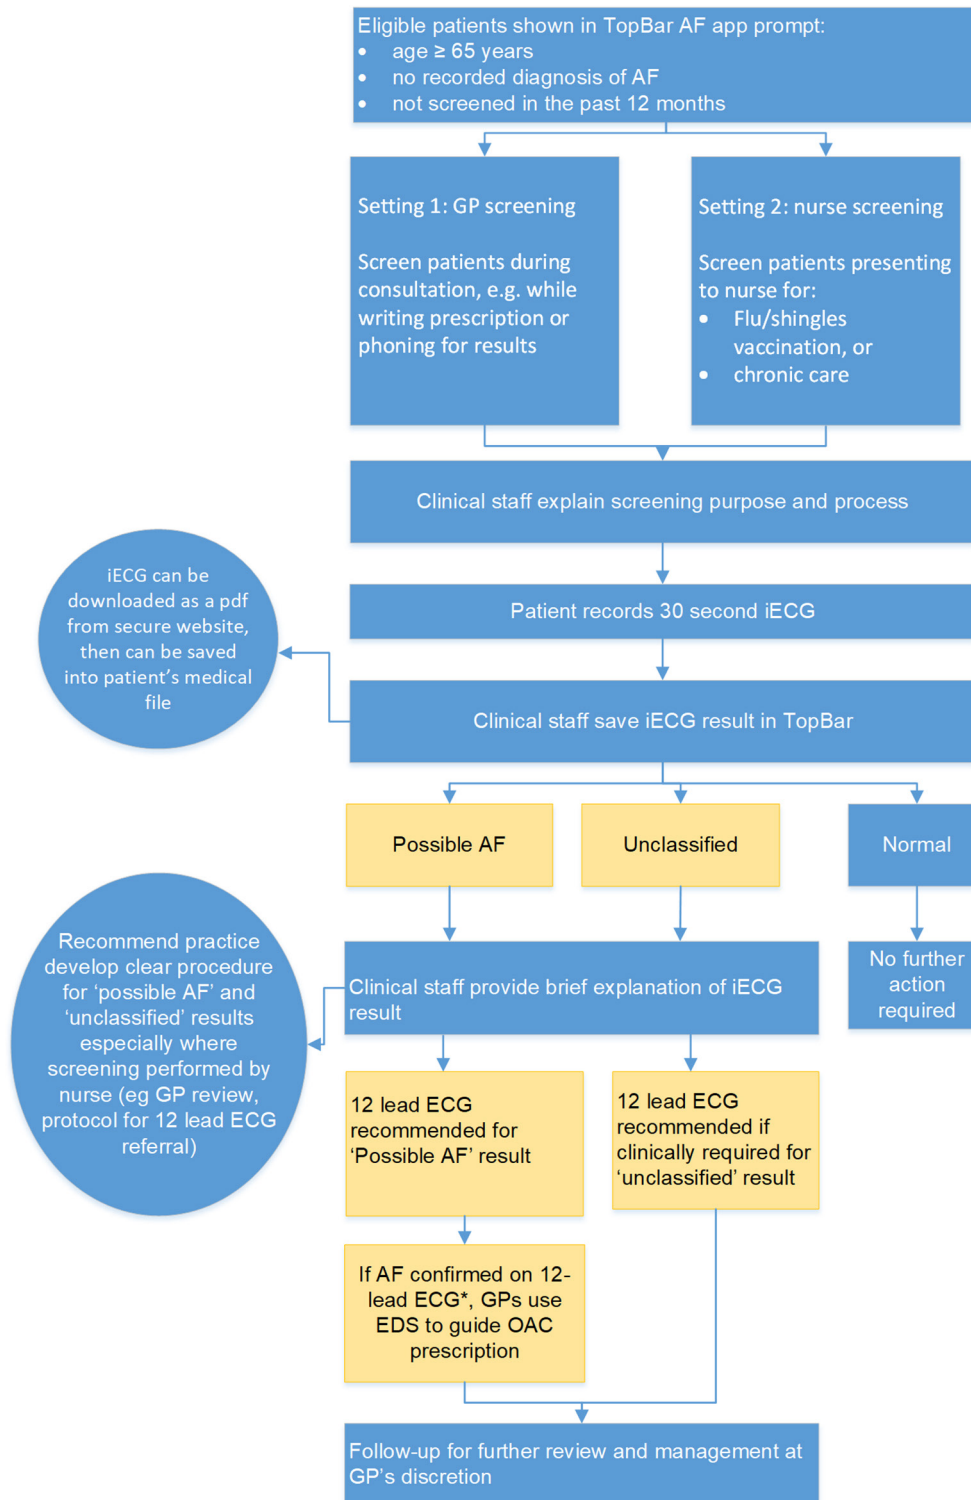 Eligible patients shown in TopBar AF app prompt:
• age ≥ 65 years
• no recorded diagnosis of AF
• not screened in the past 12 months
Setting 1: GP screening
Screen patients during
consultation, e.g. while
writing prescription or
phoning for results
Setting 2: nurse screening
Screen patients presenting
to nurse for:
• Flu/shingles
vaccination, or
• chronic care
Clinical staff explain screening purpose and process
Patient records 30 second iECG
iECG can be
downloaded as a pdf
from secure website,
then can be saved
into patient’s medical
file
Clinical staff save iECG result in TopBar
Possible AF
Unclassified
Normal
Recommend practice
develop clear procedure
for ‘possible AF’ and
‘unclassified’ results
especially where
screening performed by
nurse (eg GP review,
protocol for 12 lead ECG
referral)
Clinical staff provide brief explanation of iECG
result
No further
action
required
12 lead ECG
recommended for
‘Possible AF’ result
12 lead ECG
recommended if
clinically required for
‘unclassified’ result
If AF confirmed on 12-
lead ECG*, GPs use
EDS to guide OAC
prescription
Follow-up for further review and management at
GP’s discretion